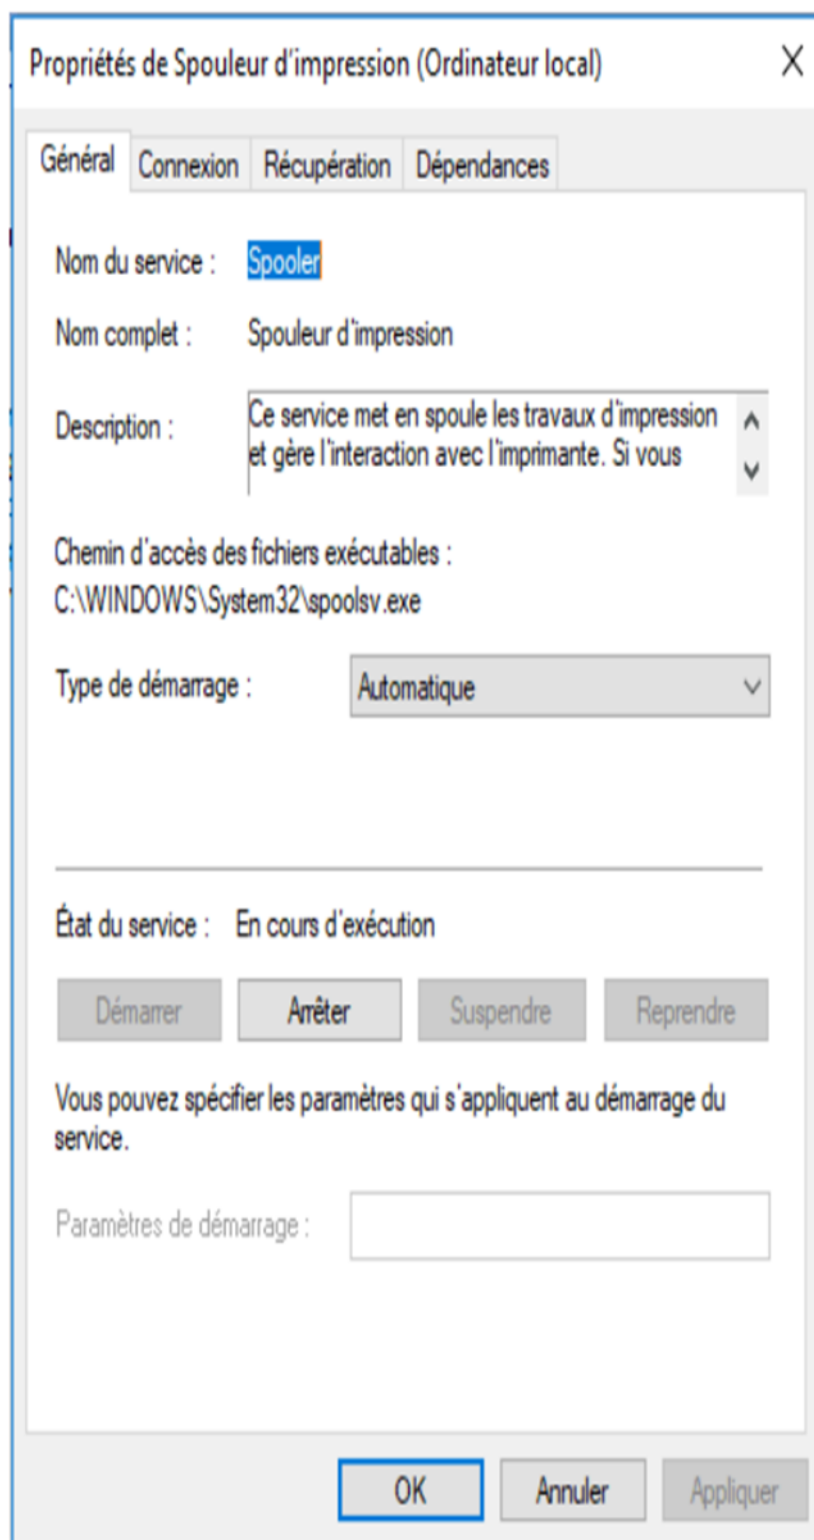 Propriétés de Spouleur d'impression (Ordinateur local)
Général Connexion Récupération Dépendances
Nom du service : Spooler
Nom complet : Spouleur d'impression
Description : Ce service met en spoule les travaux d'impression
et gère l'interaction avec l'imprimante. Si vous
Chemin d'accès des fichiers exécutables :
C:\WINDOWS\System32\spoolsv.exe
Type de démarrage : Automatique
État du service : En cours d'exécution
Démarrer Arrêter Suspendre Reprendre
Vous pouvez spécifier les paramètres qui s'appliquent au démarrage du
service.
Paramètres de démarrage :
OK Annuler Appliquer